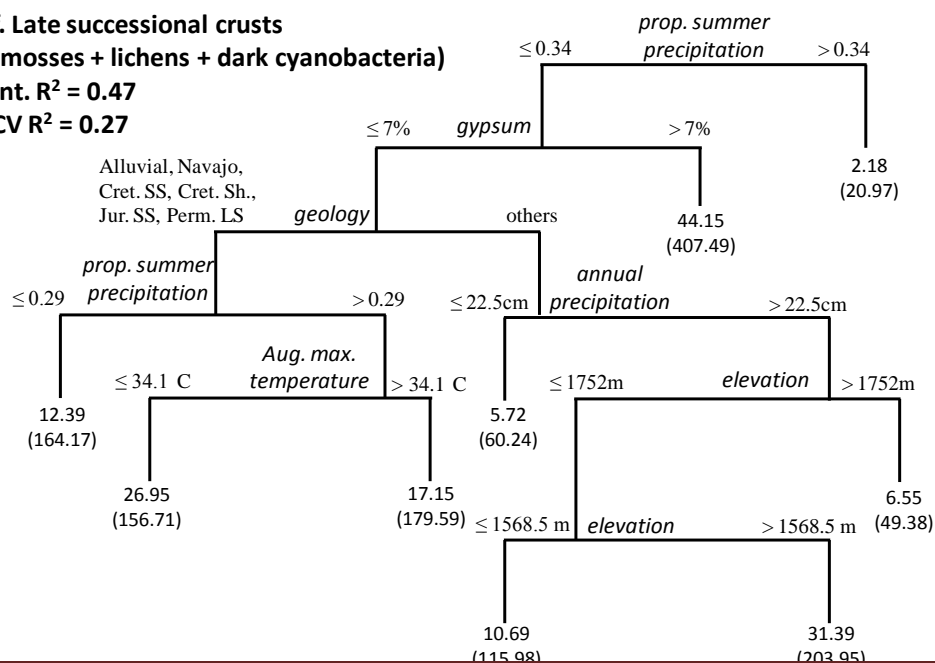 . Late successional crusts
mosses + lichens + dark cyanobacteria)
nt. R² = 0.47
CV R² = 0.27
prop. summer
precipitation
≤ 0.34
> 0.34
2.18
(20.97)
gypsum
≤ 7%
> 7%
44.15
(407.49)
Alluvial, Navajo,
Cret. SS, Cret. Sh.,
Jur. SS, Perm. LS
geology
others
prop. summer
precipitation
≤ 0.29
> 0.29
annual
precipitation
≤ 22.5cm
> 22.5cm
12.39
(164.17)
Aug. max.
temperature
≤ 34.1 C
> 34.1 C
5.72
(60.24)
elevation
≤ 1752m
> 1752m
26.95
(156.71)
17.15
(179.59)
6.55
(49.38)
elevation
≤ 1568.5 m
> 1568.5 m
10.69
(115.98)
31.39
(203.95)